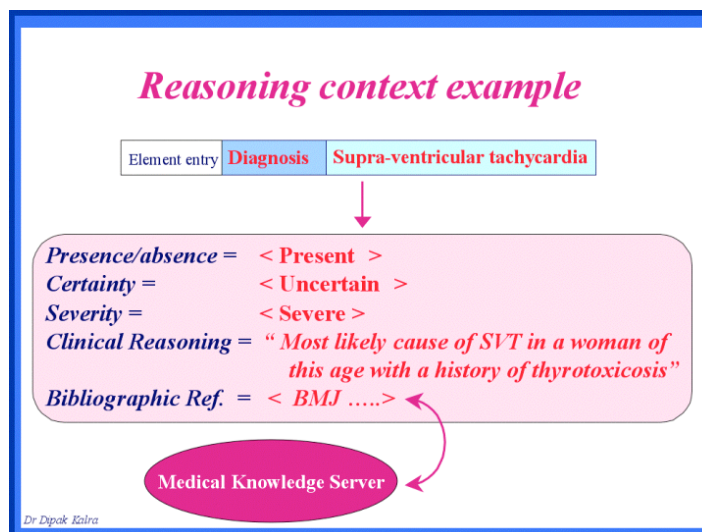 Reasoning context example
Element entry Diagnosis Supra-ventricular tachycardia
Presence/absence = < Present >
Certainty = < Uncertain >
Severity = < Severe >
Clinical Reasoning = “ Most likely cause of SVT in a woman of
this age with a history of thyrotoxicosis”
Bibliographic Ref. = < BMJ …..>
Medical Knowledge Server
Dr Dipak Kalra